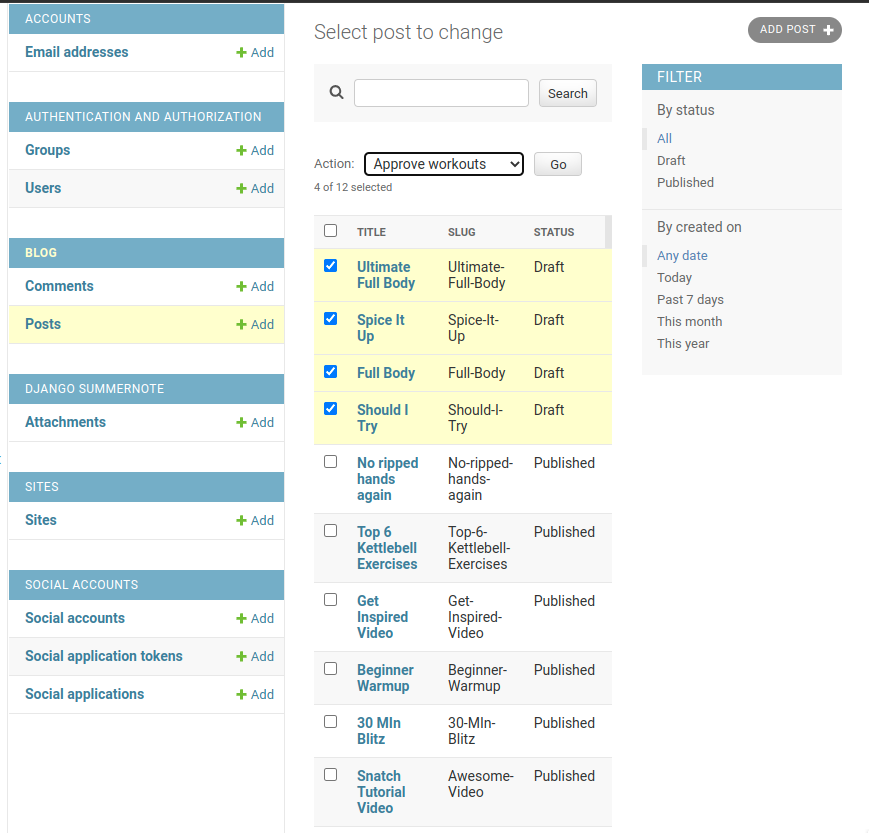 ACCOUNTS
Email addresses + Add
AUTHENTICATION AND AUTHORIZATION
Groups + Add
Users + Add
BLOG
Comments + Add
Posts + Add
DJANGO SUMMERNOTE
Attachments + Add
SITES
Sites + Add
SOCIAL ACCOUNTS
Social accounts + Add
Social application tokens + Add
Social applications + Add
Select post to change
ADD POST +
Search
Action: Approve workouts Go
4 of 12 selected
TITLE SLUG STATUS
Ultimate Ultimate- Draft
Full Body Full-Body
Spice It Spice-It- Draft
Up Up
Full Body Full-Body Draft
Should I Should-I- Draft
Try Try
No ripped No-ripped- Published
hands hands-
again again
Top 6 Top-6- Published
Kettlebell Kettlebell-
Exercises Exercises
Get Get- Published
Inspired Inspired-
Video Video
Beginner Beginner- Published
Warmup Warmup
30 MIn 30-MIn- Published
Blitz Blitz
Snatch Awesome- Published
Tutorial Video
Video
FILTER
By status
All
Draft
Published
By created on
Any date
Today
Past 7 days
This month
This year